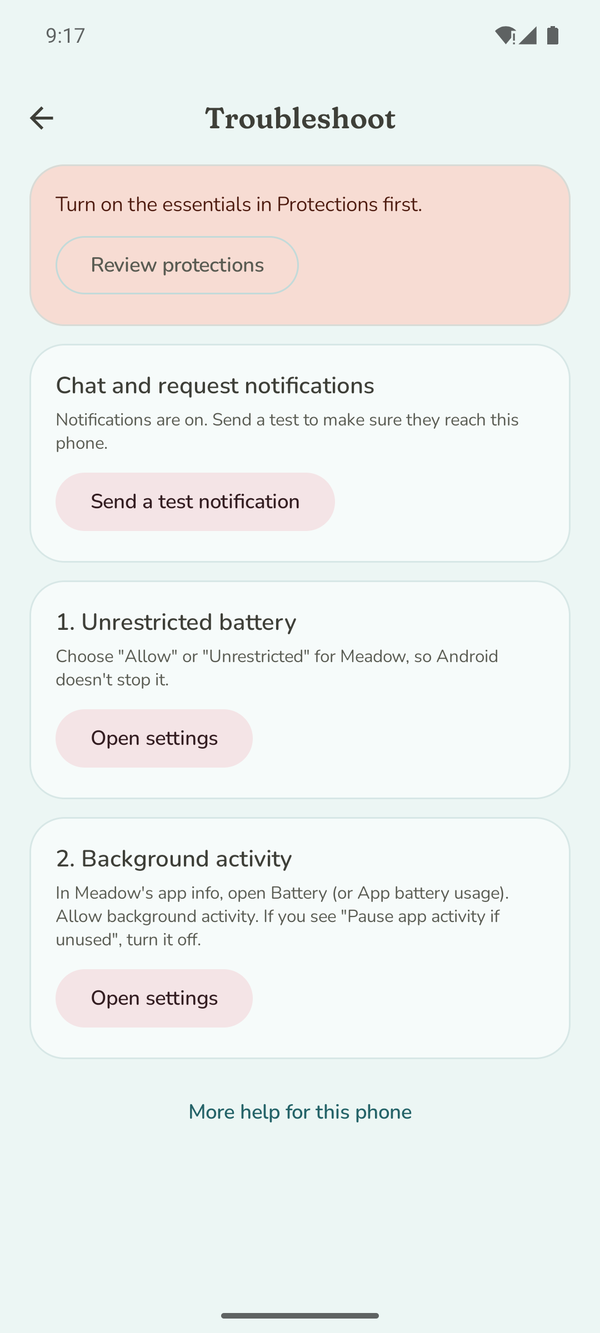 9:17
Troubleshoot
Turn on the essentials in Protections first.
Review protections
Chat and request notifications
Notifications are on. Send a test to make sure they reach this
phone.
Send a test notification
1. Unrestricted battery
Choose "Allow" or "Unrestricted" for Meadow, so Android
doesn't stop it.
Open settings
2. Background activity
In Meadow's app info, open Battery (or App battery usage).
Allow background activity. If you see "Pause app activity if
unused", turn it off.
Open settings
More help for this phone